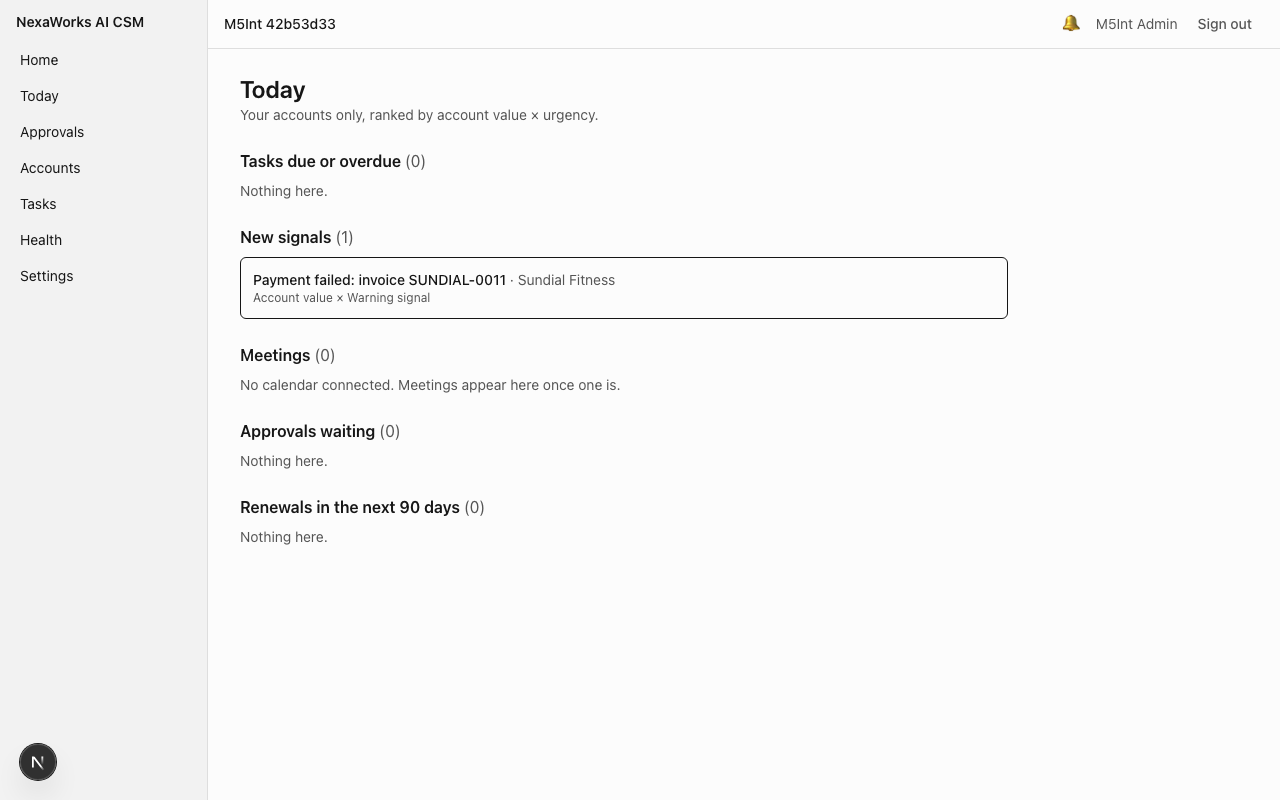 NexaWorks AI CSM
Home
Today
Approvals
Accounts
Tasks
Health
Settings
M5Int 42b53d33
M5Int Admin
Sign out
Today
Your accounts only, ranked by account value × urgency.
Tasks due or overdue (0)
Nothing here.
New signals (1)
Payment failed: invoice SUNDIAL-0011 · Sundial Fitness
Account value × Warning signal
Meetings (0)
No calendar connected. Meetings appear here once one is.
Approvals waiting (0)
Nothing here.
Renewals in the next 90 days (0)
Nothing here.
N